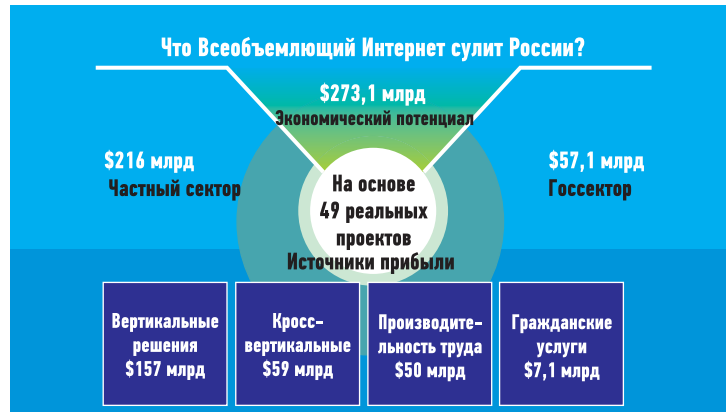 Что Всеобъемлющий Интернет сулит России?
$273,1 млрд
Экономический потенциал
$216 млрд
Частный сектор
$57,1 млрд
Госсектор
На основе
49 реальных
проектов
Источники прибыли
Вертикальные
решения
$157 млрд
Кросс-
вертикальные
$59 млрд
Производите-
льность труда
$50 млрд
Гражданские
услуги
$7,1 млрд